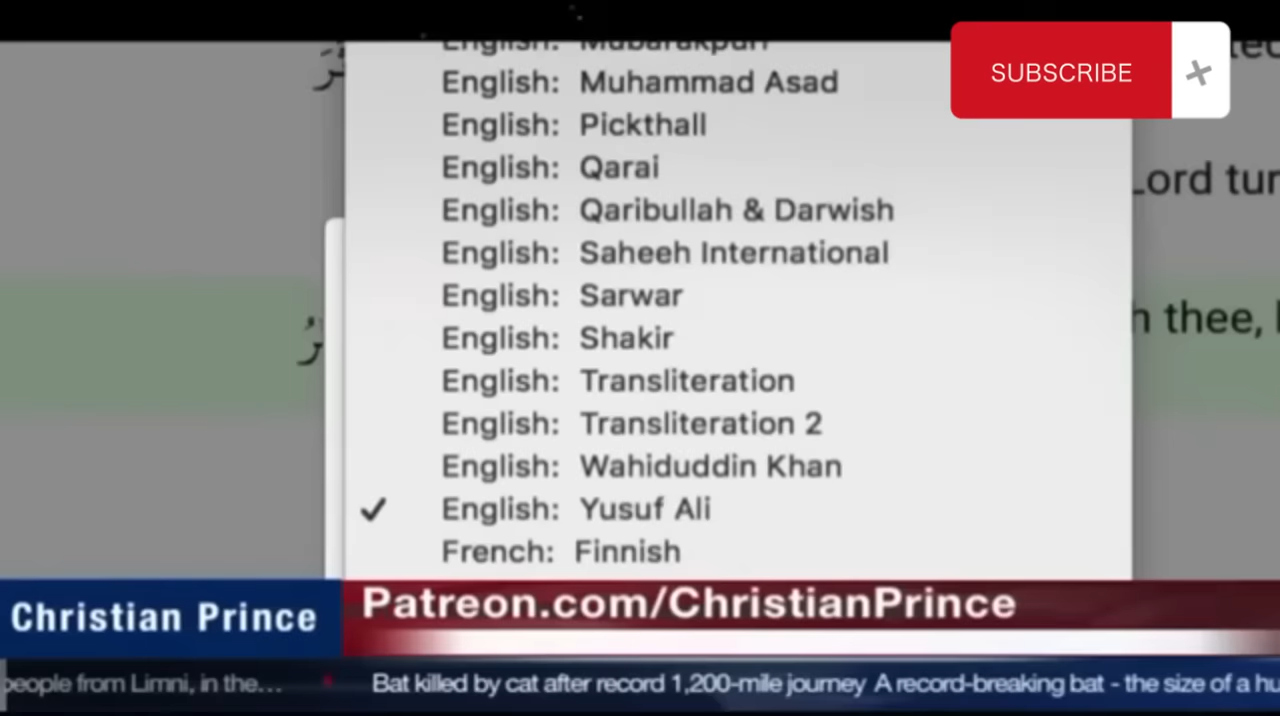 English: Mubarakpuri
English: Muhammad Asad
English: Pickthall
English: Qarai
English: Qaribullah & Darwish
English: Saheeh International
English: Sarwar
English: Shakir
English: Transliteration
English: Transliteration 2
English: Wahiduddin Khan
✓ English: Yusuf Ali
French: Finnish
SUBSCRIBE
Lord tur
h thee,
Christian Prince
Patreon.com/ChristianPrince
people from Limni, in the... Bat killed by cat after record 1,200-mile journey A record-breaking bat - the size of a hu